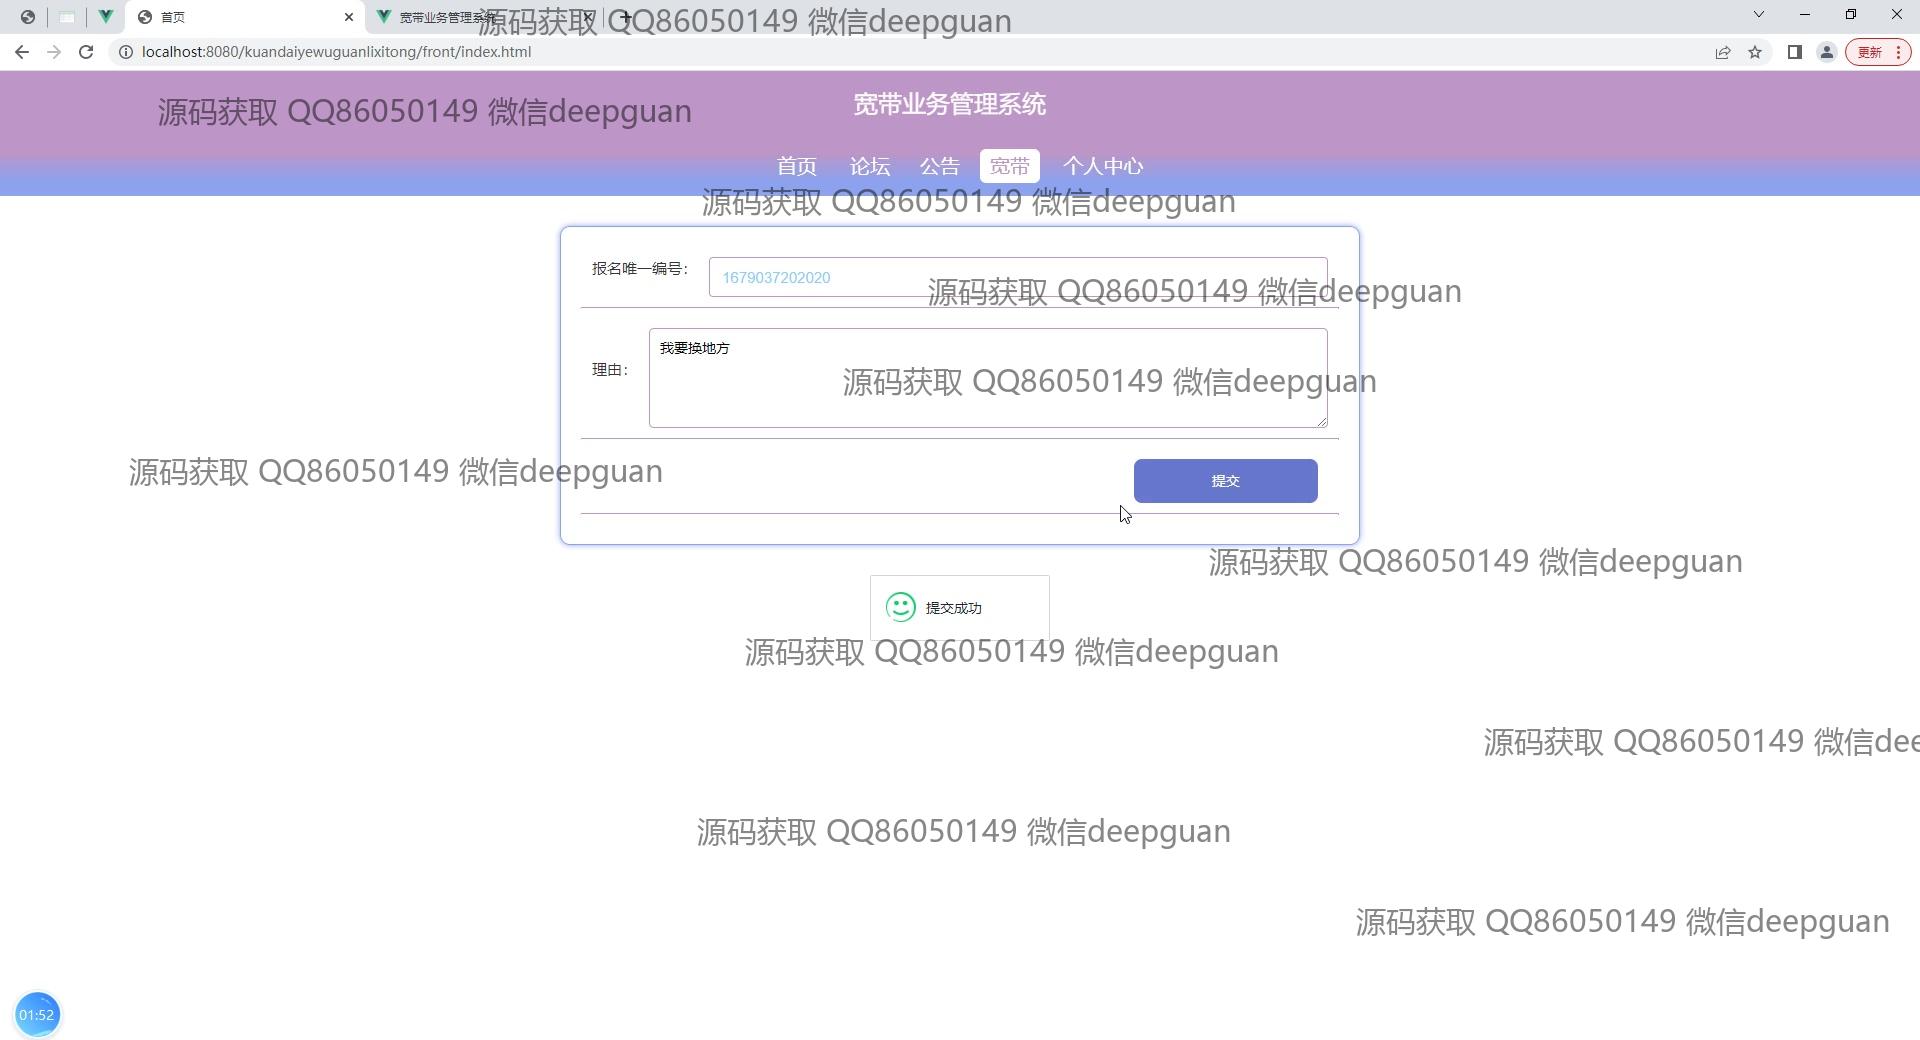 首页
宽带业务管理系统
源码获取 QQ86050149 微信deepguan
localhost:8080/kuandaiyewuguanlixitong/front/index.html
更新
源码获取 QQ86050149 微信deepguan
宽带业务管理系统
首页 论坛 公告 宽带 个人中心
源码获取 QQ86050149 微信deepguan
报名唯一编号：
1679037202020
源码获取 QQ86050149 微信deepguan
理由：
我要换地方
源码获取 QQ86050149 微信deepguan
源码获取 QQ86050149 微信deepguan
提交
源码获取 QQ86050149 微信deepguan
提交成功
源码获取 QQ86050149 微信deepguan
源码获取 QQ86050149 微信dee
源码获取 QQ86050149 微信deepguan
源码获取 QQ86050149 微信deepguan
01:52